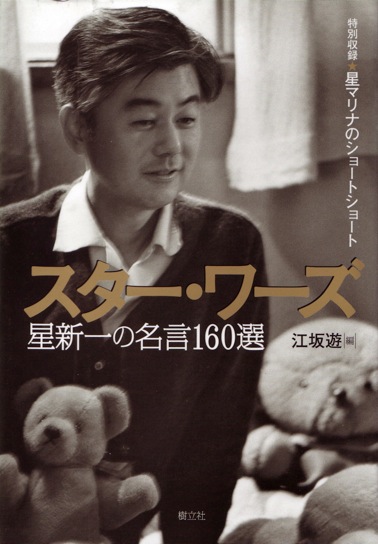 特別収録★星マリナのショートショート
スター・ワーズ
星新一の名言160選
江坂遊 編
樹立社